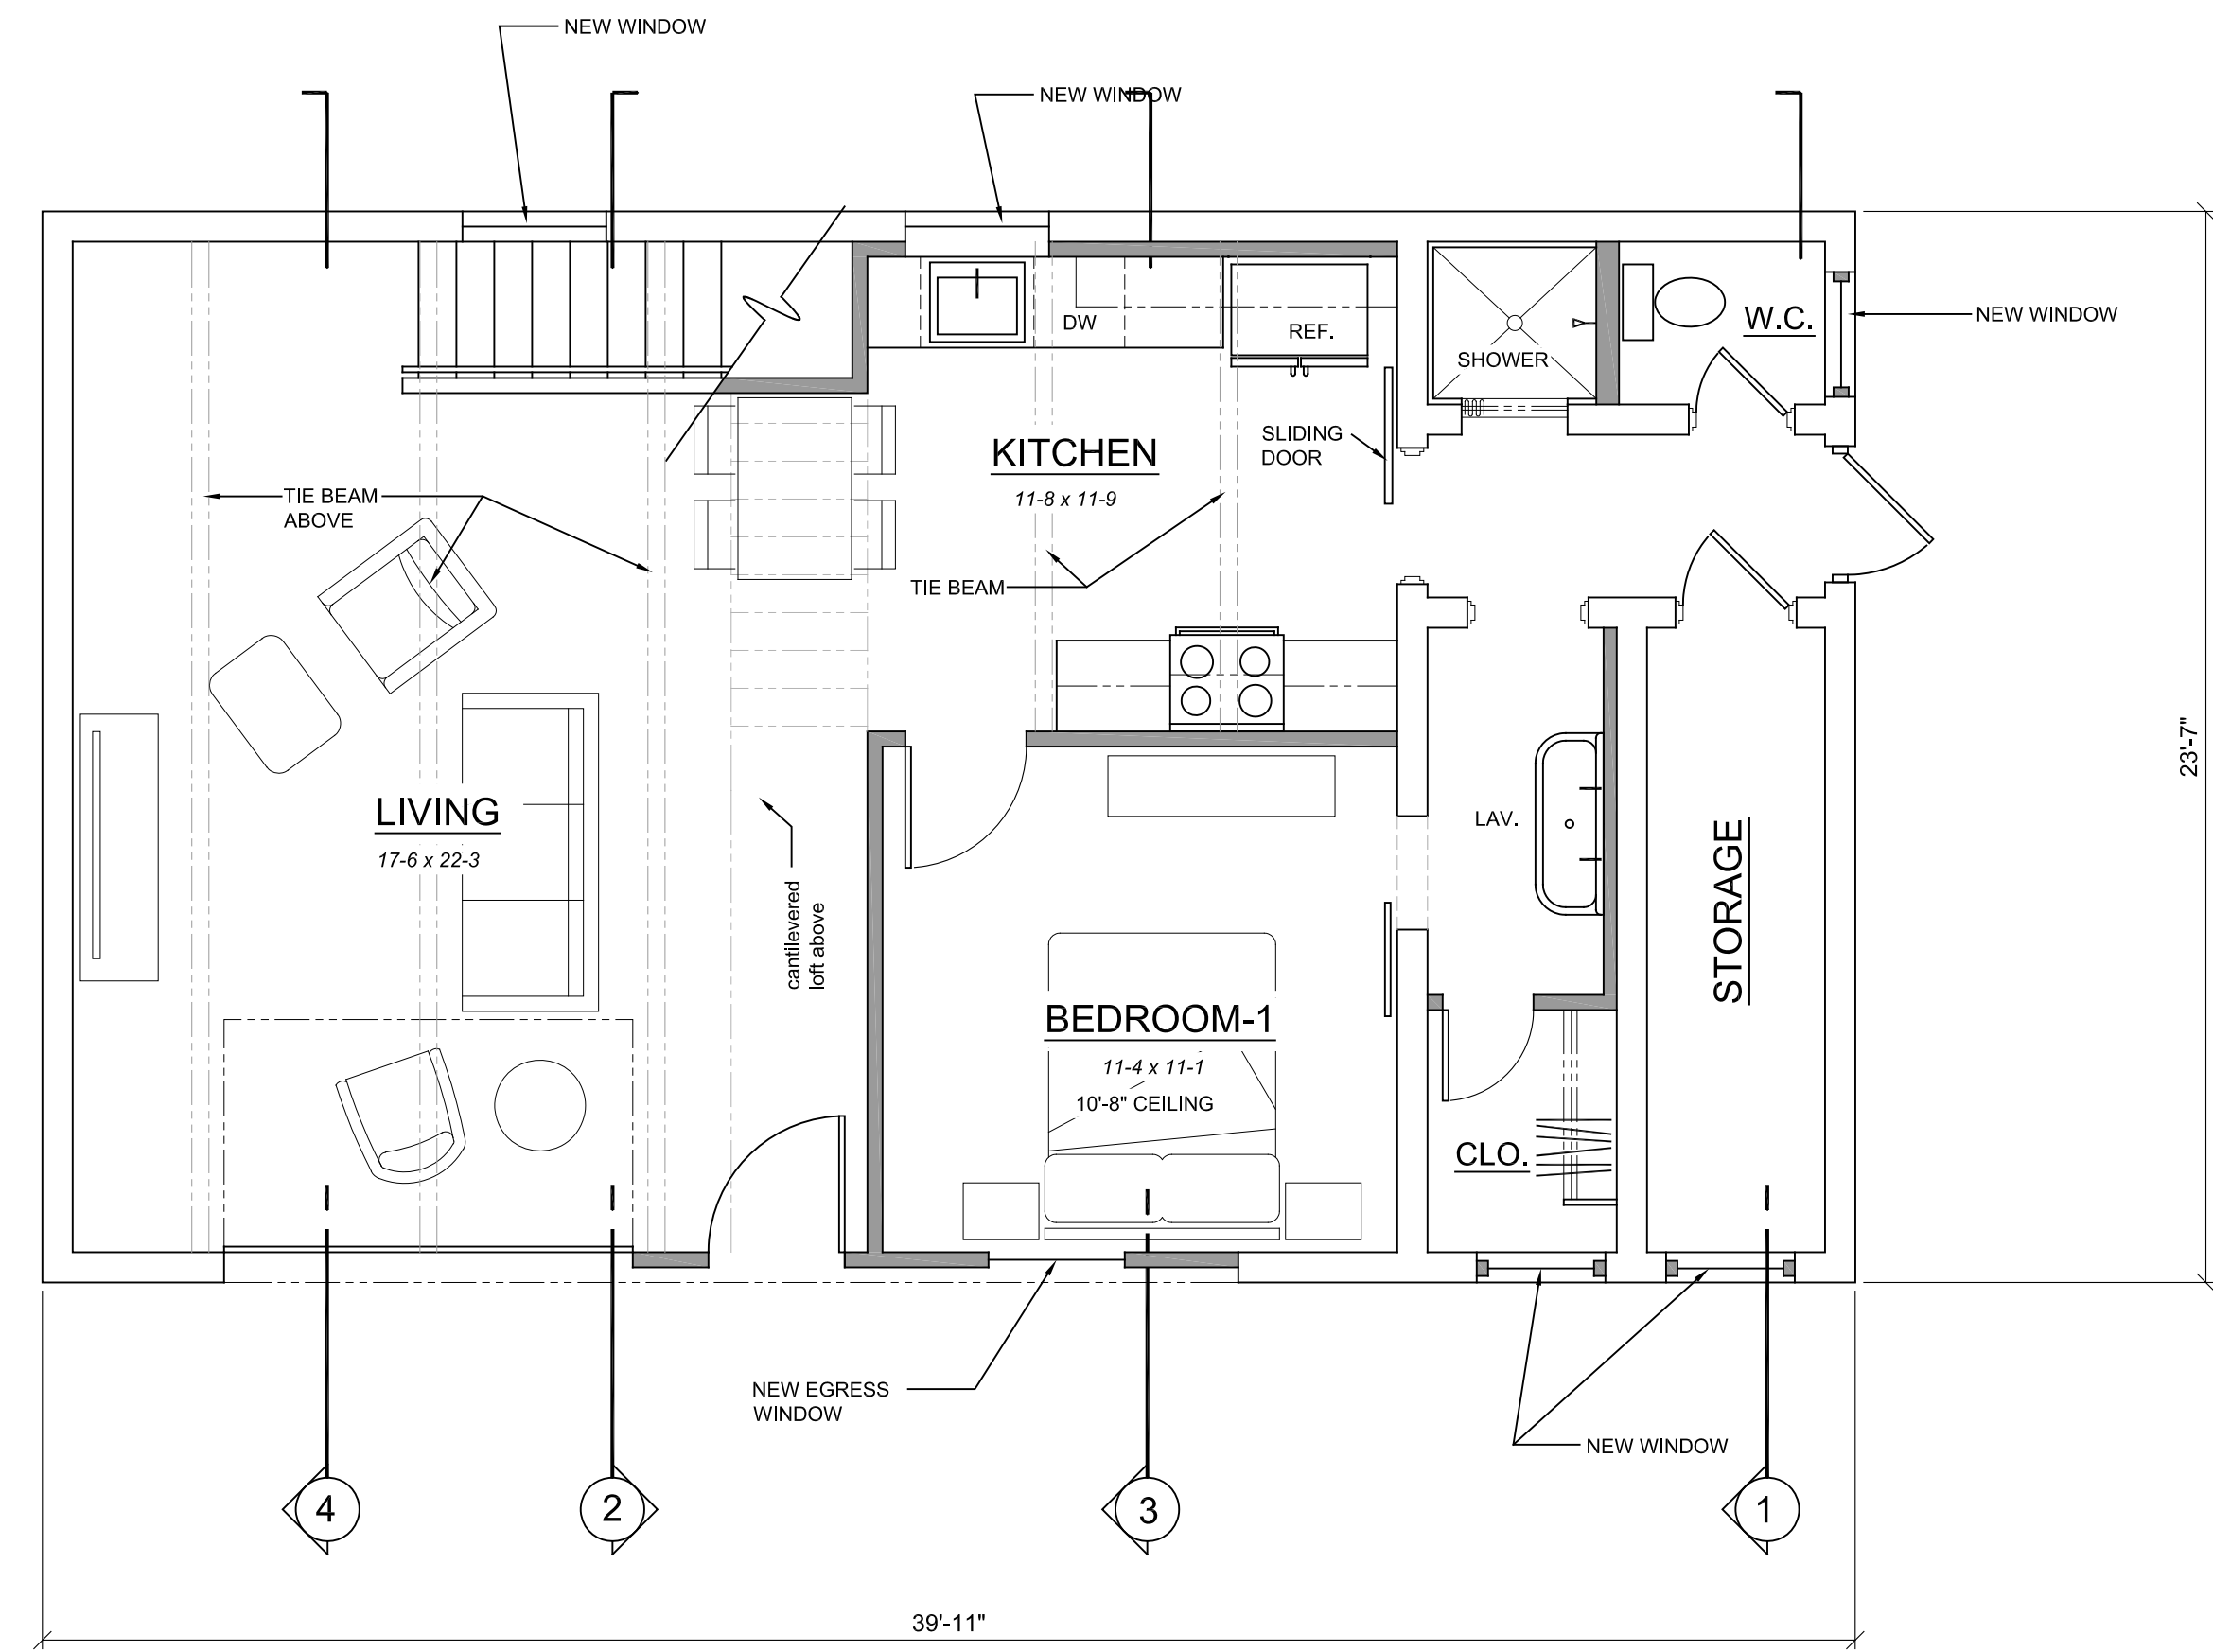 NEW WINDOW
NEW WINDOW
NEW WINDOW
DW
REF.
SHOWER
W.C.
SLIDING
DOOR
KITCHEN
11-8 x 11-9
TIE BEAM
ABOVE
TIE BEAM
LIVING
17-6 x 22-3
cantilevered
loft above
LAV.
STORAGE
BEDROOM-1
11-4 x 11-1
10'-8" CEILING
CLO.
23'-7"
NEW EGRESS
WINDOW
NEW WINDOW
4
2
3
1
39'-11"